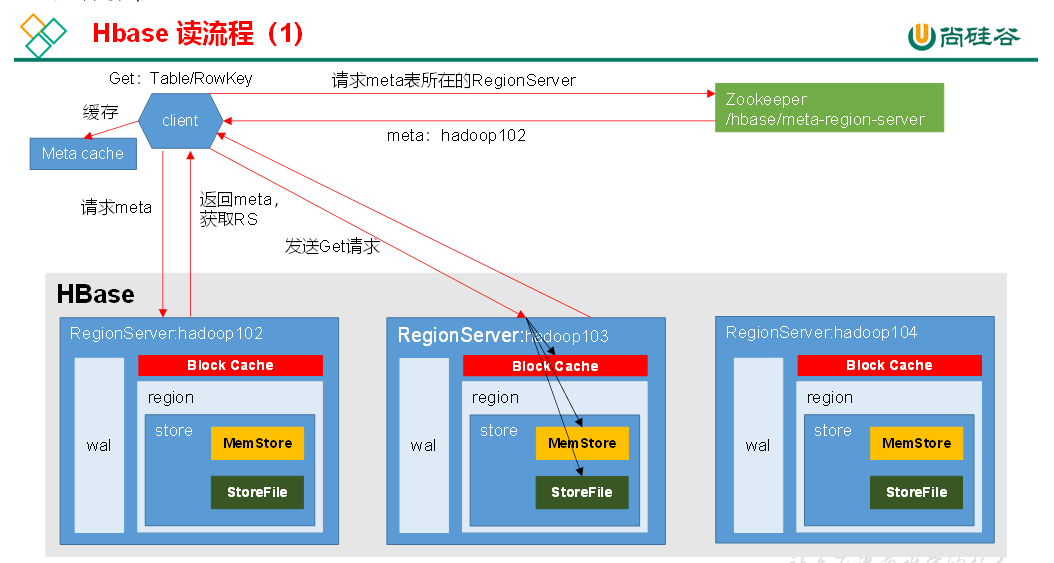 Hbase 读流程（1）
尚硅谷
Get：Table/RowKey
请求meta表所在的RegionServer
缓存
client
Zookeeper
/hbase/meta-region-server
meta：hadoop102
Meta cache
请求meta
返回meta，
获取RS
发送Get请求
HBase
RegionServer:hadoop102
Block Cache
region
store
MemStore
wal
StoreFile
RegionServer:hadoop103
Block Cache
region
store
MemStore
wal
StoreFile
RegionServer:hadoop104
Block Cache
region
store
MemStore
wal
StoreFile